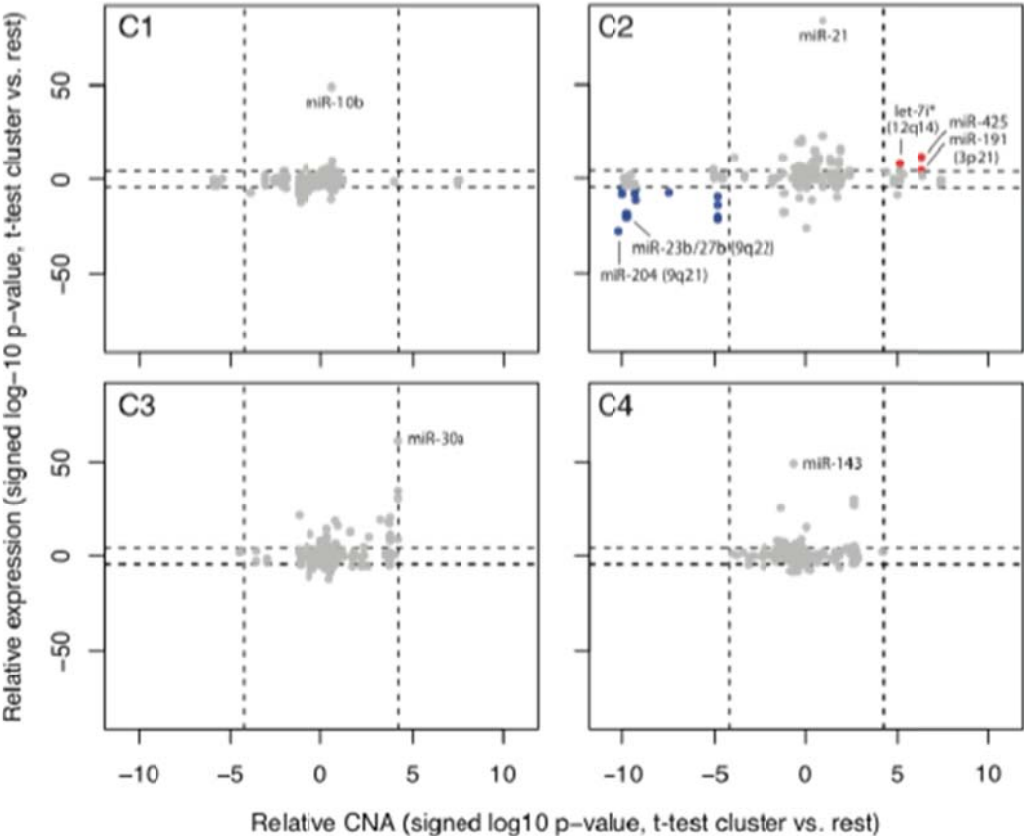 Relative expression (signed log−10 p−value, t−test cluster vs. rest)
C1
50
0
−50
miR-10b
C2
miR-21
let-7i*
(12q14)
miR-425
miR-191
(3p21)
miR-23b/27b (9q22)
miR-204 (9q21)
C3
50
0
−50
miR-30a
C4
miR-143
−10 −5 0 5 10
−10 −5 0 5 10
Relative CNA (signed log10 p−value, t−test cluster vs. rest)